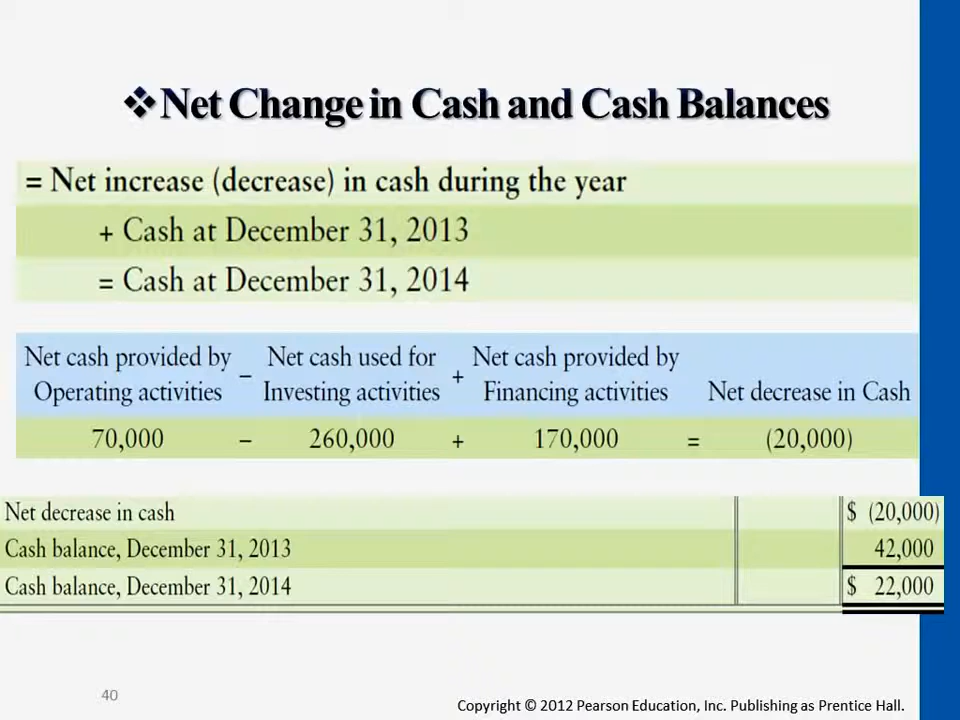 ❖Net Change in Cash and Cash Balances
= Net increase (decrease) in cash during the year
+ Cash at December 31, 2013
= Cash at December 31, 2014
Net cash provided by Operating activities – Net cash used for Investing activities + Net cash provided by Financing activities Net decrease in Cash
70,000 – 260,000 + 170,000 = (20,000)
Net decrease in cash $ (20,000)
Cash balance, December 31, 2013 42,000
Cash balance, December 31, 2014 $ 22,000
40
Copyright © 2012 Pearson Education, Inc. Publishing as Prentice Hall.